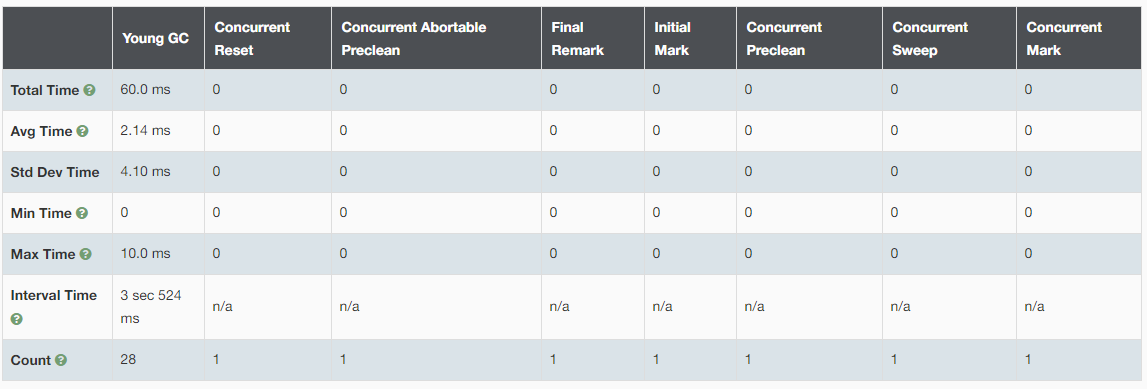 Young GC Concurrent Reset Concurrent Abortable Preclean Final Remark Initial Mark Concurrent Preclean Concurrent Sweep Concurrent Mark
Total Time ? 60.0 ms 0 0 0 0 0 0 0
Avg Time ? 2.14 ms 0 0 0 0 0 0 0
Std Dev Time 4.10 ms 0 0 0 0 0 0 0
Min Time ? 0 0 0 0 0 0 0 0
Max Time ? 10.0 ms 0 0 0 0 0 0 0
Interval Time ? 3 sec 524 ms n/a n/a n/a n/a n/a n/a n/a
Count ? 28 1 1 1 1 1 1 1